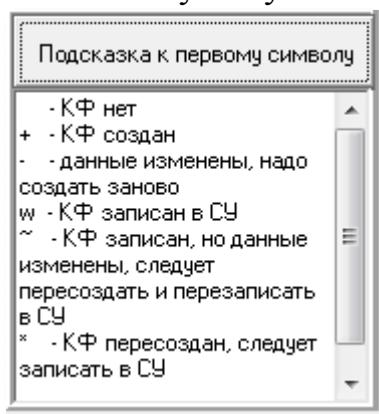 Подсказка к первому символу
- КФ нет
+ - КФ создан
- - данные изменены, надо
создать заново
w - КФ записан в СУ
~ - КФ записан, но данные
изменены, следует
пересоздать и перезаписать
в СУ
* - КФ пересоздан, следует
записать в СУ